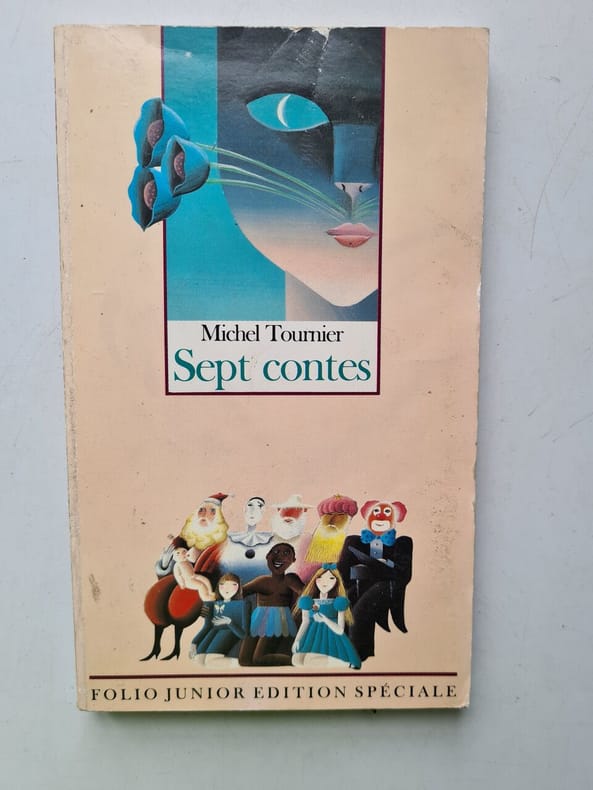 Michel Tournier
Sept contes
FOLIO JUNIOR EDITION SPÉCIALE